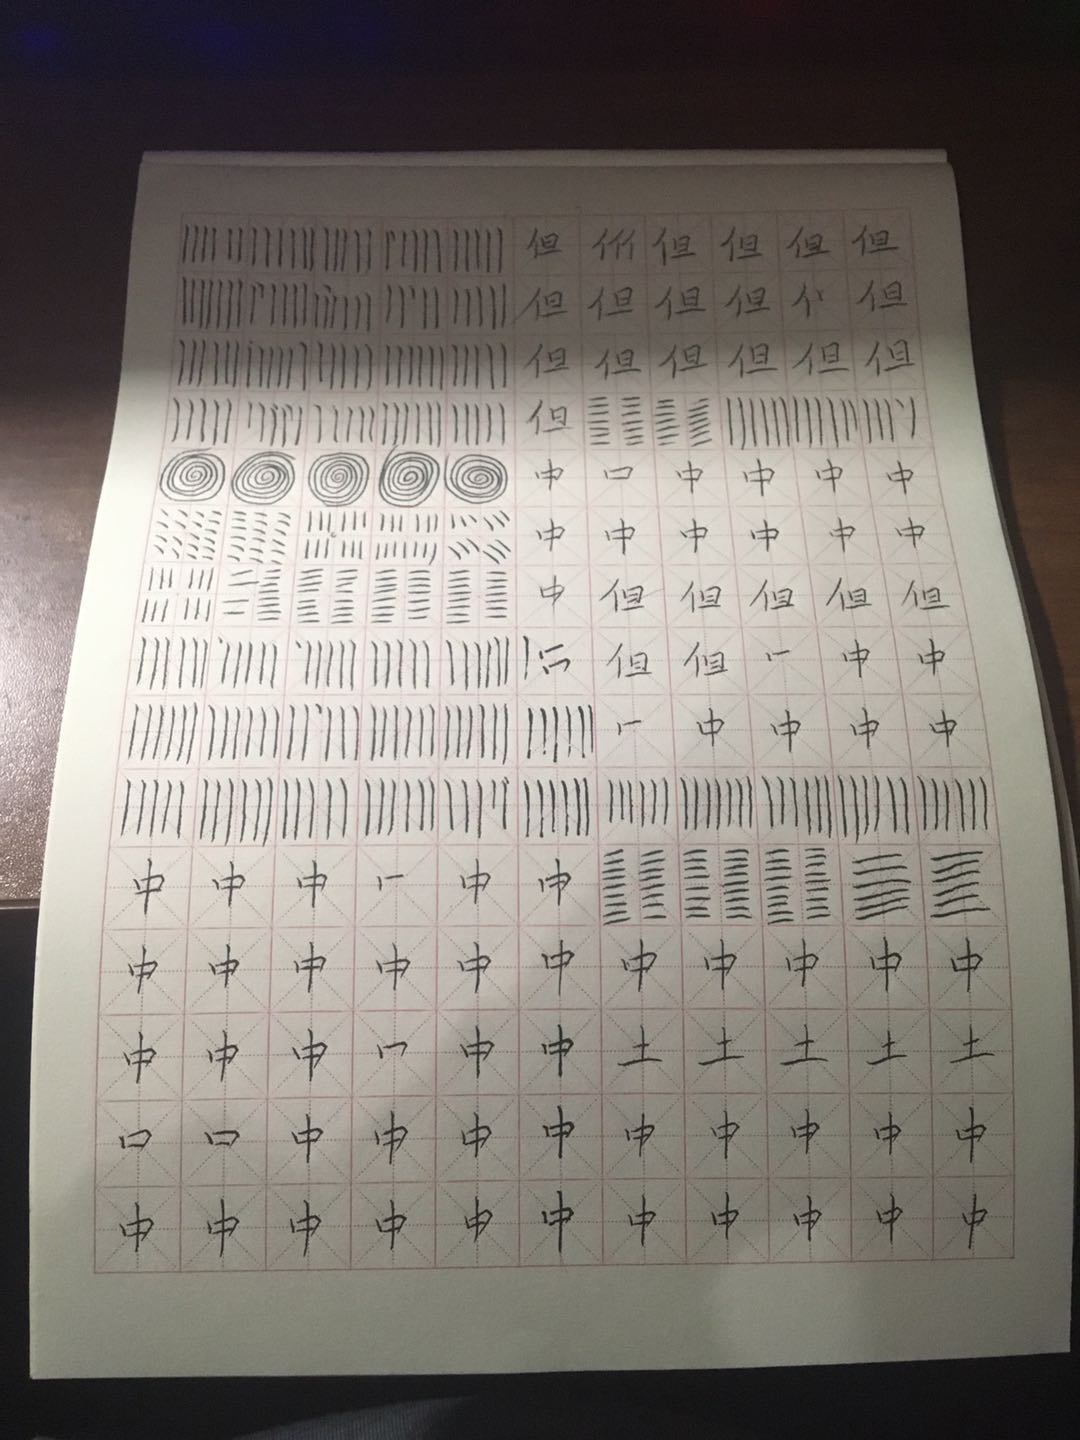 但 但 但 但 但
但 但 但 但 但
但 但 但 但 但 但
但
中 口 中 中 中 中
中 中 中 中 中 中
中 但 但 但 但 但
但 但 中 中
中 中 中 中
中 中 中 中 中
中 中 中 中 中 中 中 中 中 中 中
中 中 中 中 中 土 土 土 土 土
口 口 中 中 中 中 中 中 中 中 中
中 中 中 中 中 中 中 中 中 中 中